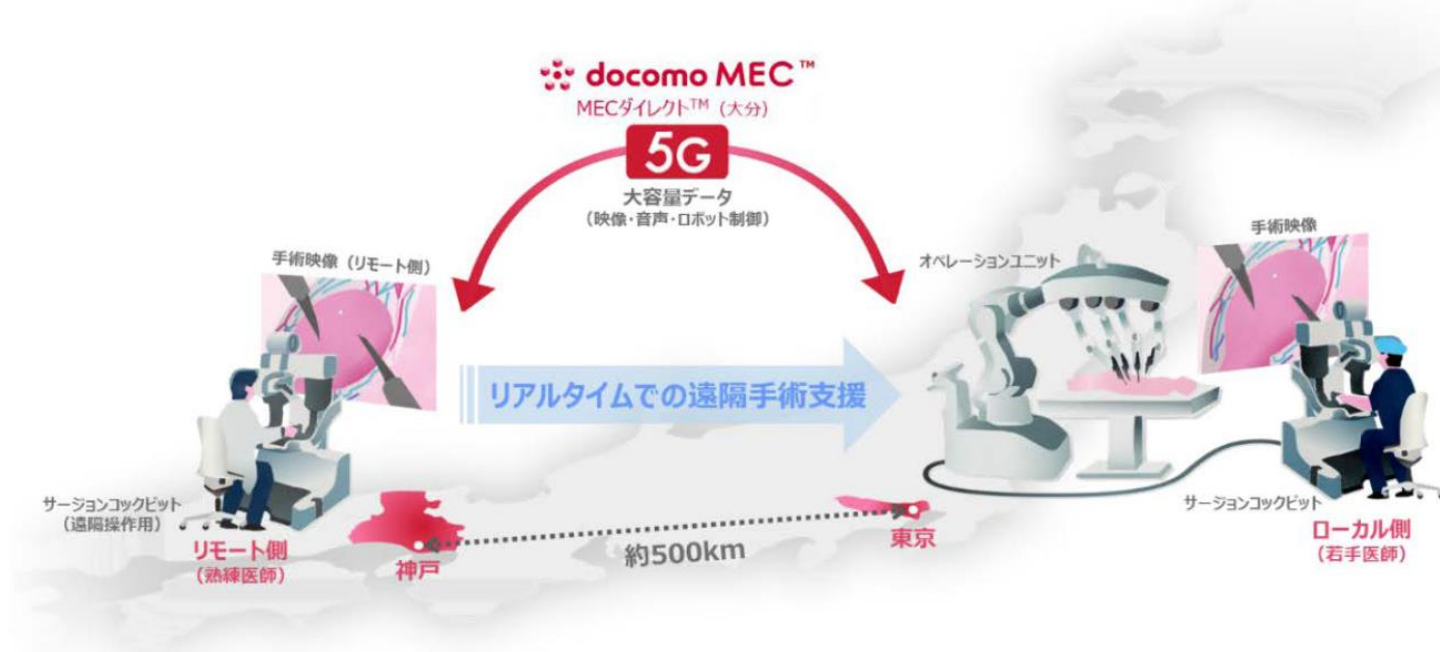 docomo MEC™
MECダイレクト™（大分）
5G
大容量データ
（映像・音声・ロボット制御）
手術映像（リモート側）
オペレーションユニット
手術映像
リアルタイムでの遠隔手術支援
サージョンコックピット
（遠隔操作用）
リモート側
（熟練医師）
神戸
約500km
東京
サージョンコックピット
ローカル側
（若手医師）